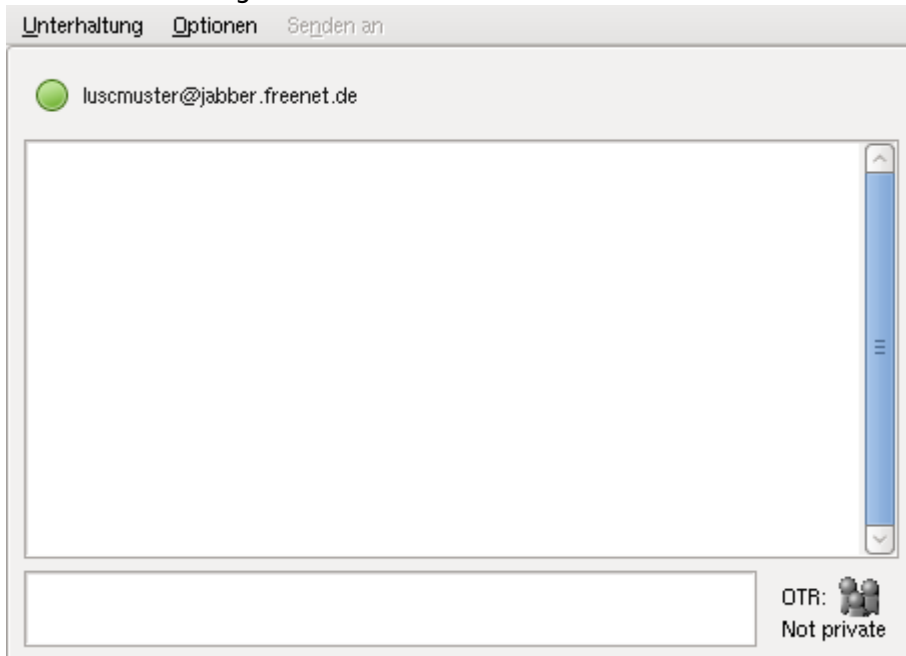 Unterhaltung Optionen Senden an
luscmuster@jabber.freenet.de
OTR:
Not private